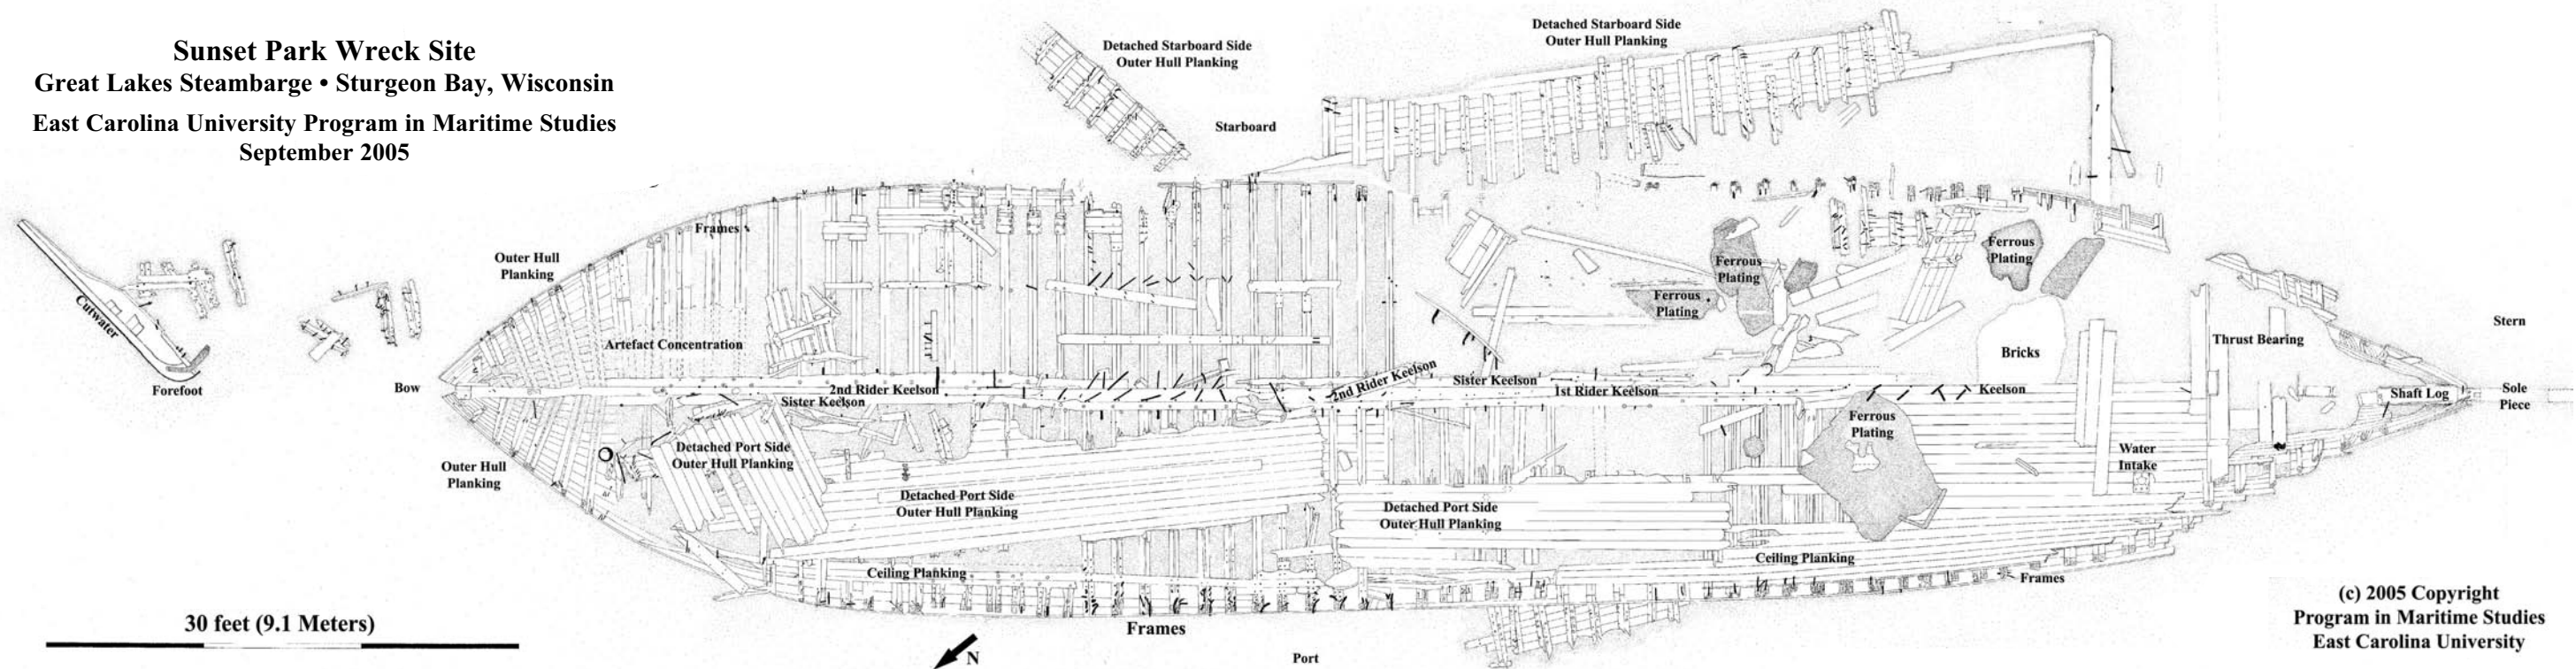 Sunset Park Wreck Site
Great Lakes Steambarge • Sturgeon Bay, Wisconsin
East Carolina University Program in Maritime Studies
September 2005
Detached Starboard Side
Outer Hull Planking
Detached Starboard Side
Outer Hull Planking
Starboard
Frames
Outer Hull
Planking
Cutwater
Forefoot
Bow
Artefact Concentration
2nd Rider Keelson
Sister Keelson
2nd Rider Keelson
Sister Keelson
1st Rider Keelson
Keelson
Ferrous
Plating
Ferrous
Plating
Ferrous
Plating
Bricks
Thrust Bearing
Stern
Shaft Log
Sole
Piece
Outer Hull
Planking
Detached Port Side
Outer Hull Planking
Detached Port Side
Outer Hull Planking
Detached Port Side
Outer Hull Planking
Ferrous
Plating
Water
Intake
Ceiling Planking
Ceiling Planking
Frames
Frames
30 feet (9.1 Meters)
N
Port
(c) 2005 Copyright
Program in Maritime Studies
East Carolina University